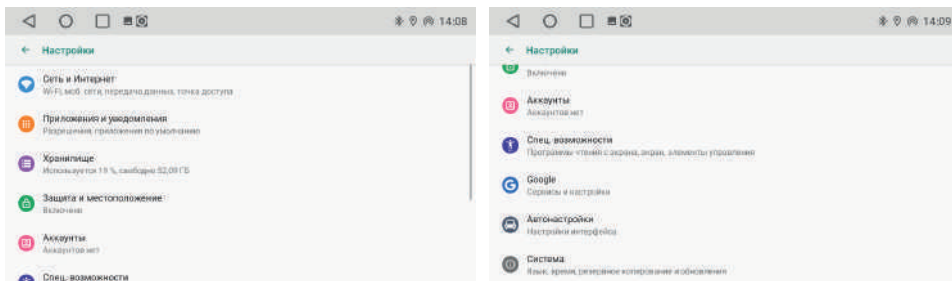 14:08
Настройки
Сеть и Интернет
Wi-Fi, моб. сети, передача данных, точка доступа
Приложения и уведомления
Разрешения, приложения по умолчанию
Хранилище
Используется 19 %, свободно 52,09 ГБ
Защита и местоположение
Включено
Аккаунты
Аккаунтов нет
Спец. возможности
14:09
Настройки
Включено
Аккаунты
Аккаунтов нет
Спец. возможности
Программы чтения с экрана, экран, элементы управления
Google
Сервисы и настройки
Автонастройки
Настройки интерфейса
Система
Язык, время, резервное копирование и обновления